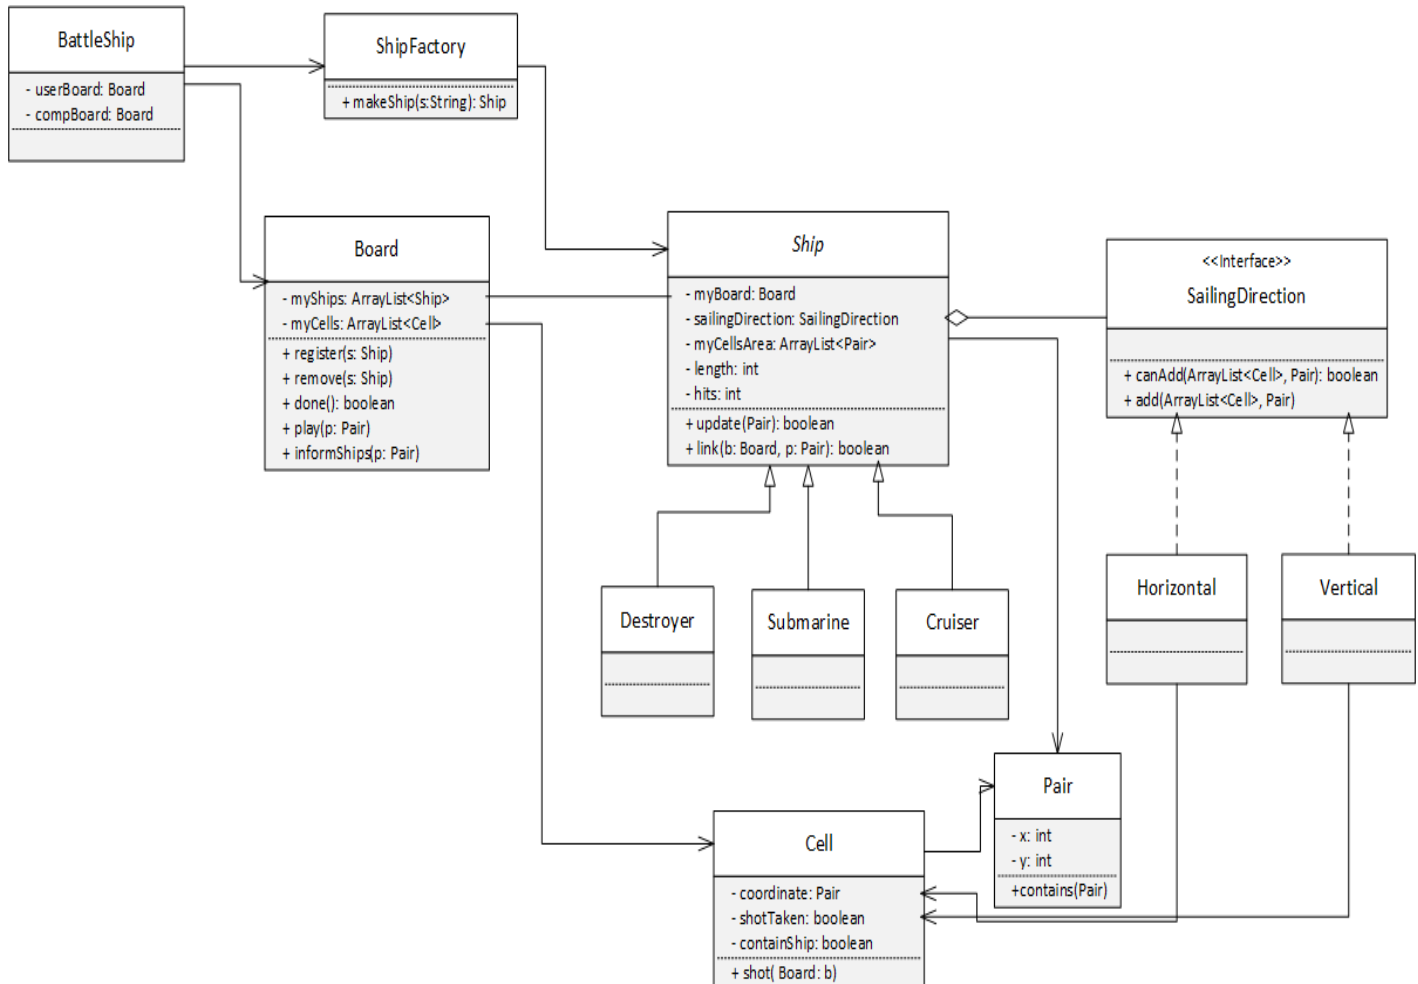 BattleShip
- userBoard: Board
- compBoard: Board
ShipFactory
+ makeShip(s:String): Ship
Board
- myShips: ArrayList<Ship>
- myCells: ArrayList<Cell>
+ register(s: Ship)
+ remove(s: Ship)
+ done(): boolean
+ play(p: Pair)
+ informShips(p: Pair)
Ship
- myBoard: Board
- sailingDirection: SailingDirection
- myCellsArea: ArrayList<Pair>
- length: int
- hits: int
+ update(Pair): boolean
+ link(b: Board, p: Pair): boolean
<<Interface>>
SailingDirection
+ canAdd(ArrayList<Cell>, Pair): boolean
+ add(ArrayList<Cell>, Pair)
Destroyer
Submarine
Cruiser
Horizontal
Vertical
Pair
- x: int
- y: int
+contains(Pair)
Cell
- coordinate: Pair
- shotTaken: boolean
- containShip: boolean
+ shot( Board: b)